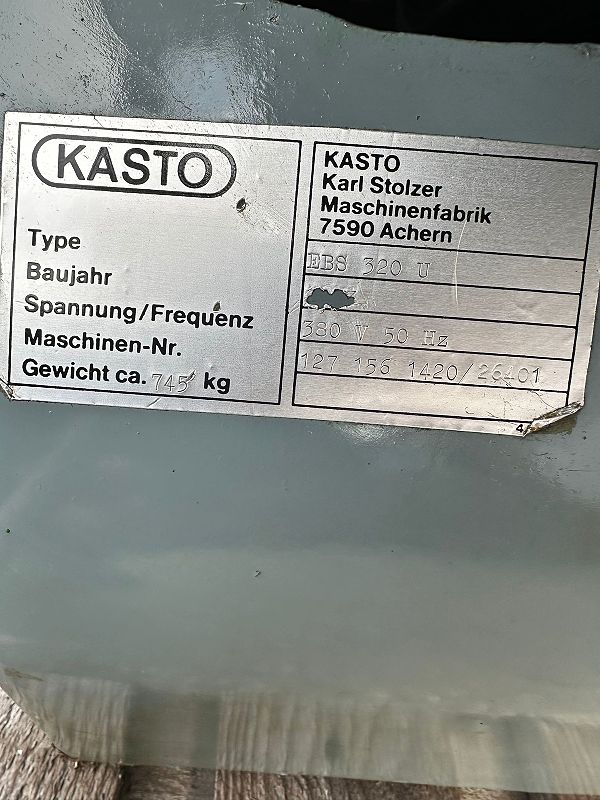 KASTO
KASTO
Karl Stolzer
Maschinenfabrik
7590 Achern
Type EBS 320 U
Baujahr
Spannung/Frequenz 380 V 50 Hz
Maschinen-Nr. 127 156 1420/26401
Gewicht ca. 745 kg